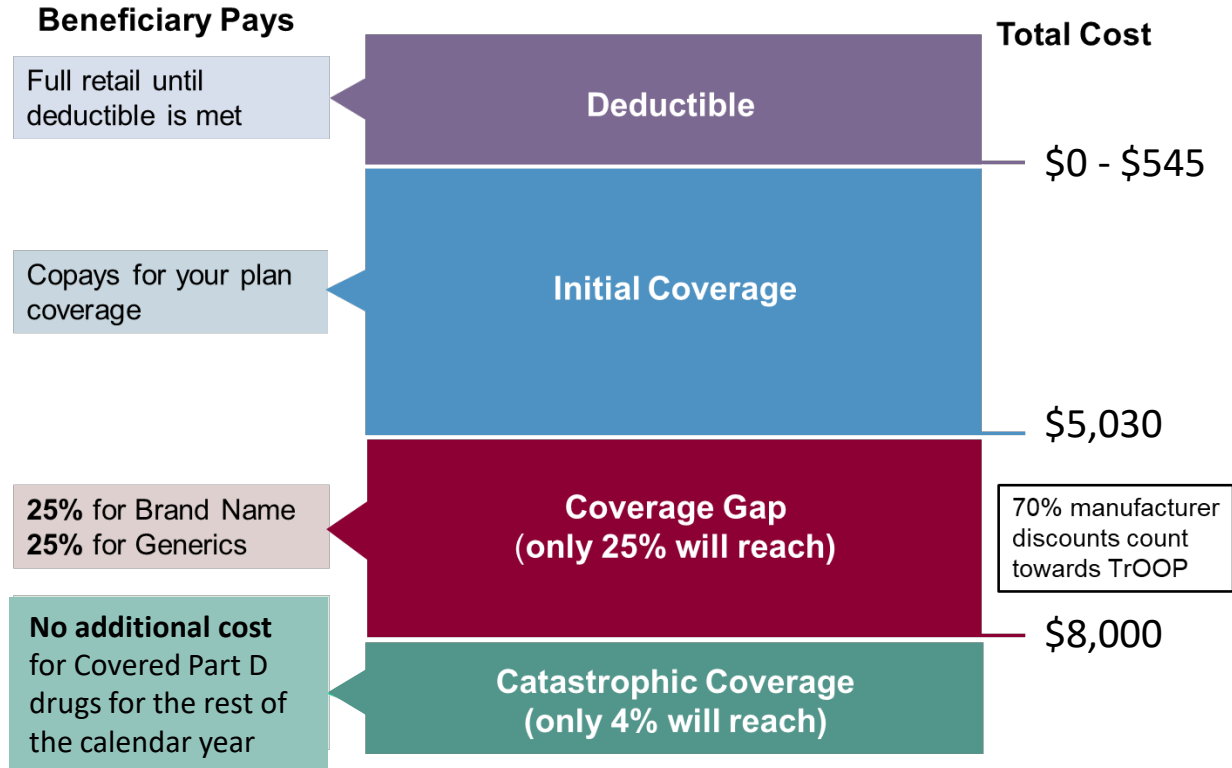 Beneficiary Pays
Total Cost
Full retail until
deductible is met
Deductible
$0 - $545
Copays for your plan
coverage
Initial Coverage
$5,030
25% for Brand Name
25% for Generics
Coverage Gap
(only 25% will reach)
70% manufacturer
discounts count
towards TrOOP
$8,000
No additional cost
for Covered Part D
drugs for the rest of
the calendar year
Catastrophic Coverage
(only 4% will reach)